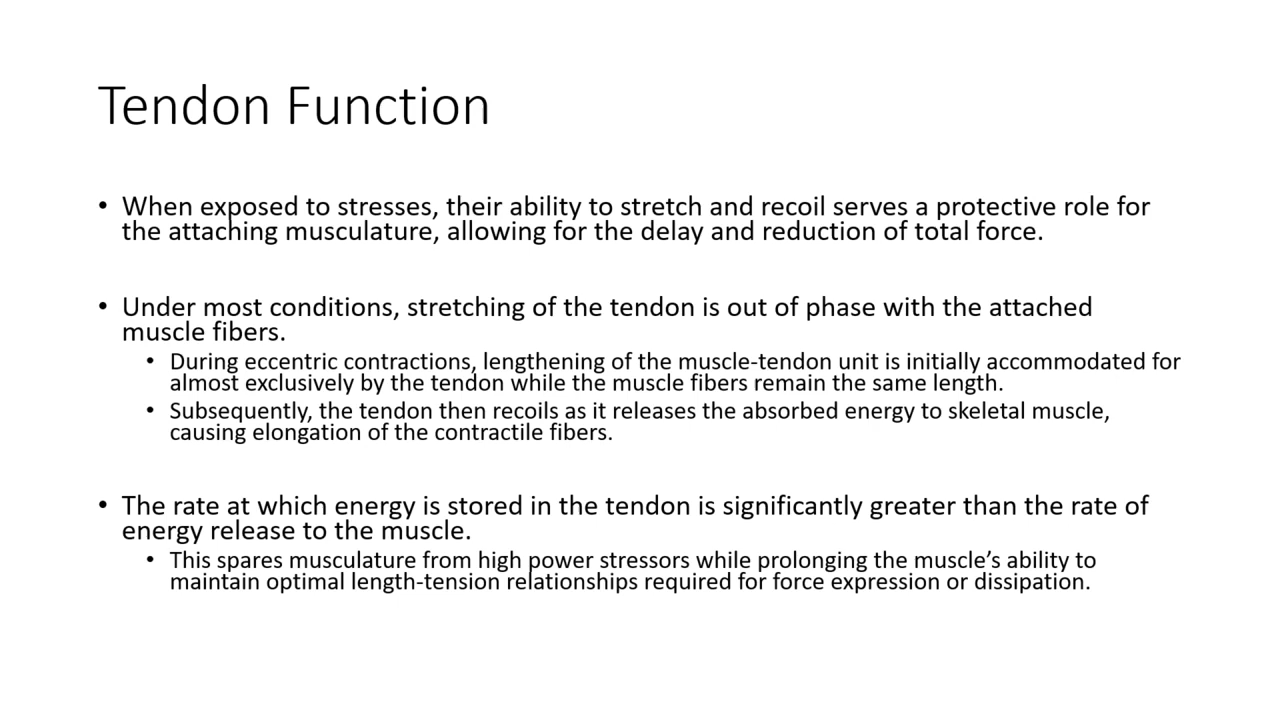 Tendon Function
• When exposed to stresses, their ability to stretch and recoil serves a protective role for
the attaching musculature, allowing for the delay and reduction of total force.
• Under most conditions, stretching of the tendon is out of phase with the attached
muscle fibers.
• During eccentric contractions, lengthening of the muscle-tendon unit is initially accommodated for
almost exclusively by the tendon while the muscle fibers remain the same length.
• Subsequently, the tendon then recoils as it releases the absorbed energy to skeletal muscle,
causing elongation of the contractile fibers.
• The rate at which energy is stored in the tendon is significantly greater than the rate of
energy release to the muscle.
• This spares musculature from high power stressors while prolonging the muscle’s ability to
maintain optimal length-tension relationships required for force expression or dissipation.